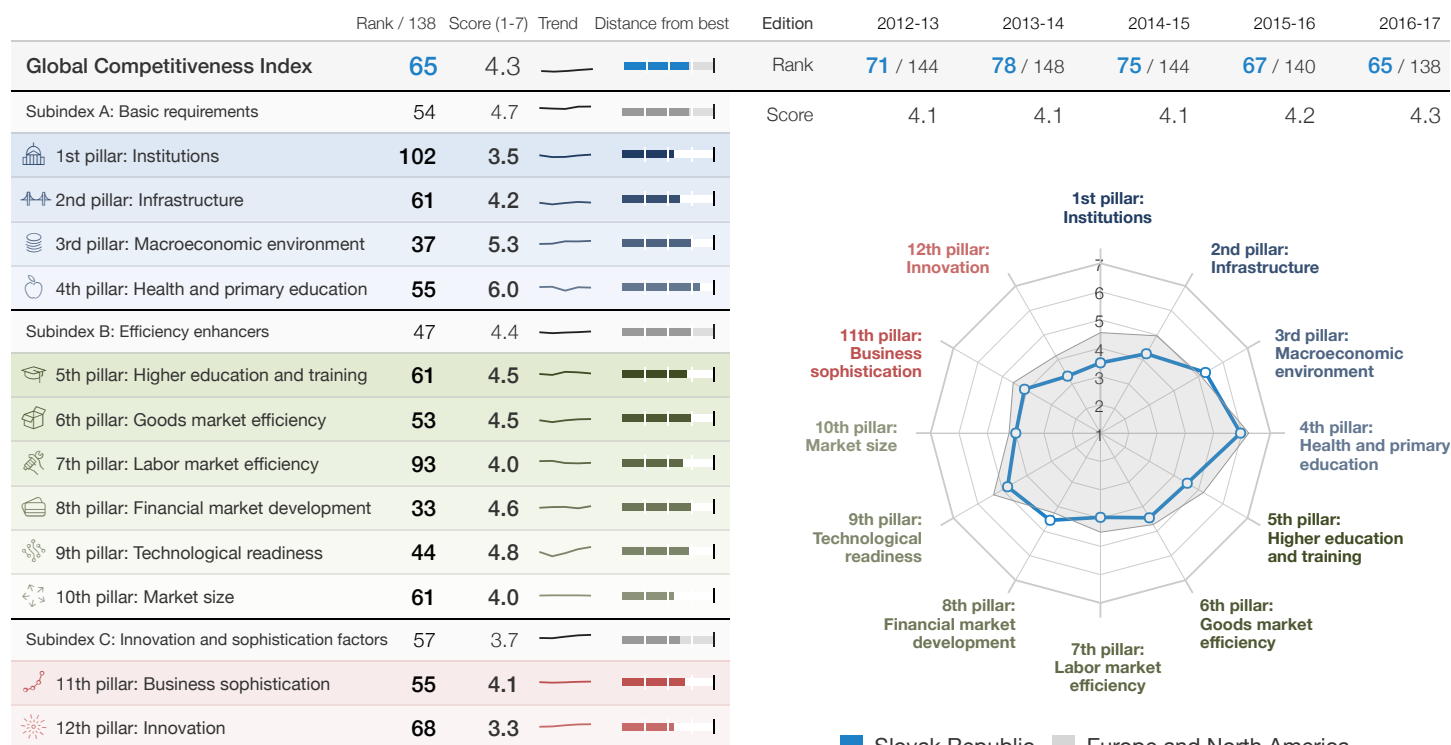 Rank / 138 Score (1-7) Trend Distance from best
Global Competitiveness Index 65 4.3
Subindex A: Basic requirements 54 4.7
1st pillar: Institutions 102 3.5
2nd pillar: Infrastructure 61 4.2
3rd pillar: Macroeconomic environment 37 5.3
4th pillar: Health and primary education 55 6.0
Subindex B: Efficiency enhancers 47 4.4
5th pillar: Higher education and training 61 4.5
6th pillar: Goods market efficiency 53 4.5
7th pillar: Labor market efficiency 93 4.0
8th pillar: Financial market development 33 4.6
9th pillar: Technological readiness 44 4.8
10th pillar: Market size 61 4.0
Subindex C: Innovation and sophistication factors 57 3.7
11th pillar: Business sophistication 55 4.1
12th pillar: Innovation 68 3.3
Edition 2012-13 2013-14 2014-15 2015-16 2016-17
Rank 71 / 144 78 / 148 75 / 144 67 / 140 65 / 138
Score 4.1 4.1 4.1 4.2 4.3
1st pillar:
Institutions
2nd pillar:
Infrastructure
3rd pillar:
Macroeconomic
environment
4th pillar:
Health and primary
education
5th pillar:
Higher education
and training
6th pillar:
Goods market
efficiency
7th pillar:
Labor market
efficiency
8th pillar:
Financial market
development
9th pillar:
Technological
readiness
10th pillar:
Market size
11th pillar:
Business
sophistication
12th pillar:
Innovation
7
6
5
4
3
2
1
Slovak Republic Europe and North America